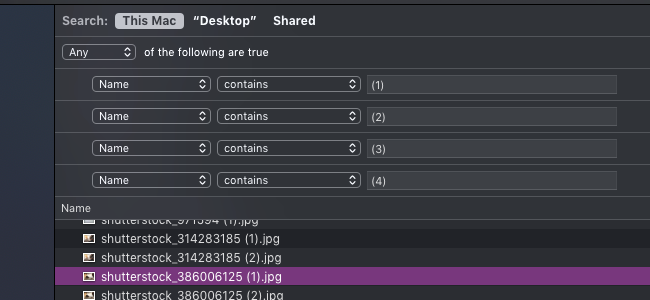 Search: This Mac “Desktop” Shared
Any of the following are true
Name contains (1)
Name contains (2)
Name contains (3)
Name contains (4)
Name
shutterstock_971594 (1).jpg
shutterstock_314283185 (1).jpg
shutterstock_314283185 (2).jpg
shutterstock_386006125 (1).jpg
shutterstock_386006125 (2).jpg